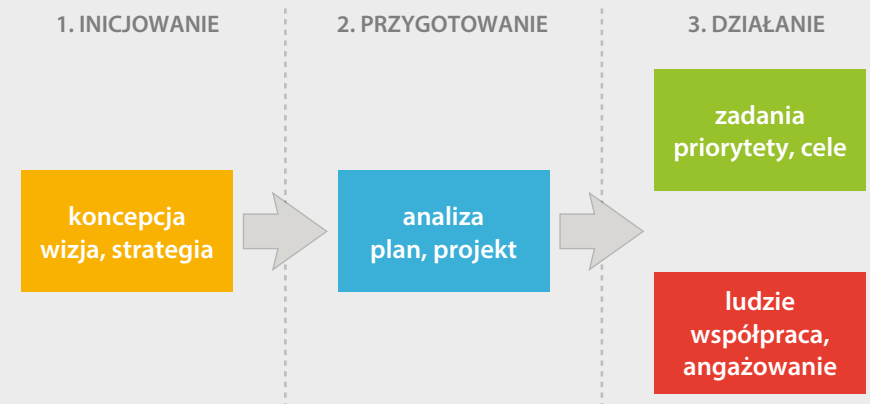 1. INICJOWANIE
2. PRZYGOTOWANIE
3. DZIAŁANIE
koncepcja
wizja, strategia
analiza
plan, projekt
zadania
priorytety, cele
ludzie
współpraca,
angażowanie